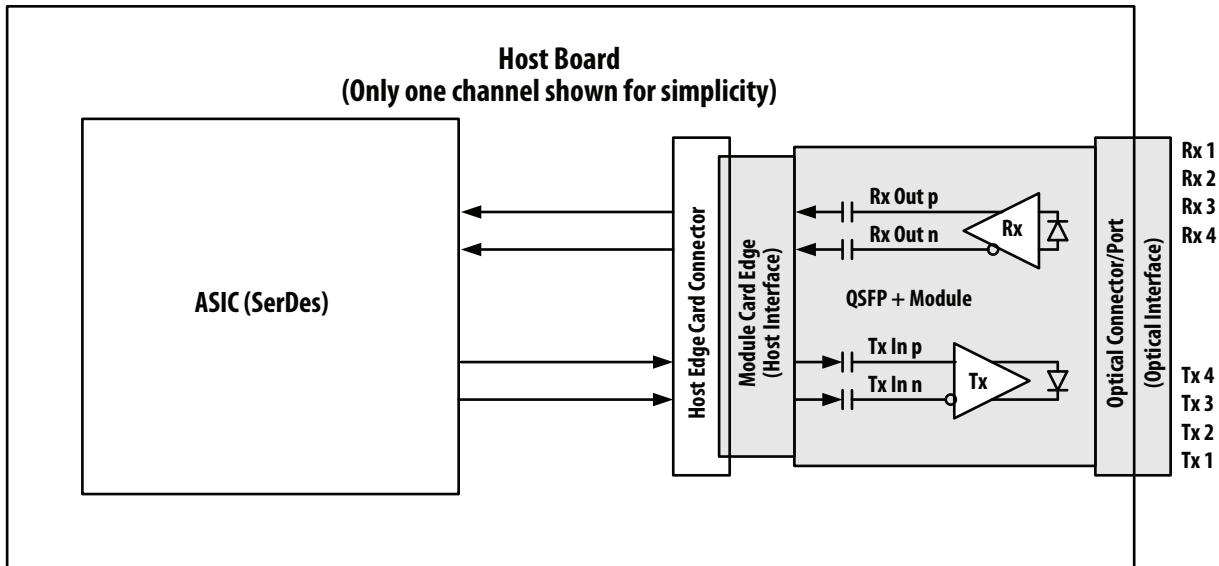 Host Board
(Only one channel shown for simplicity)
ASIC (SerDes)
Host Edge Card Connector
Module Card Edge
(Host Interface)
Rx Out p
Rx Out n
Rx
QSFP + Module
Tx In p
Tx In n
Tx
Optical Connector/Port
(Optical Interface)
Rx 1
Rx 2
Rx 3
Rx 4
Tx 4
Tx 3
Tx 2
Tx 1